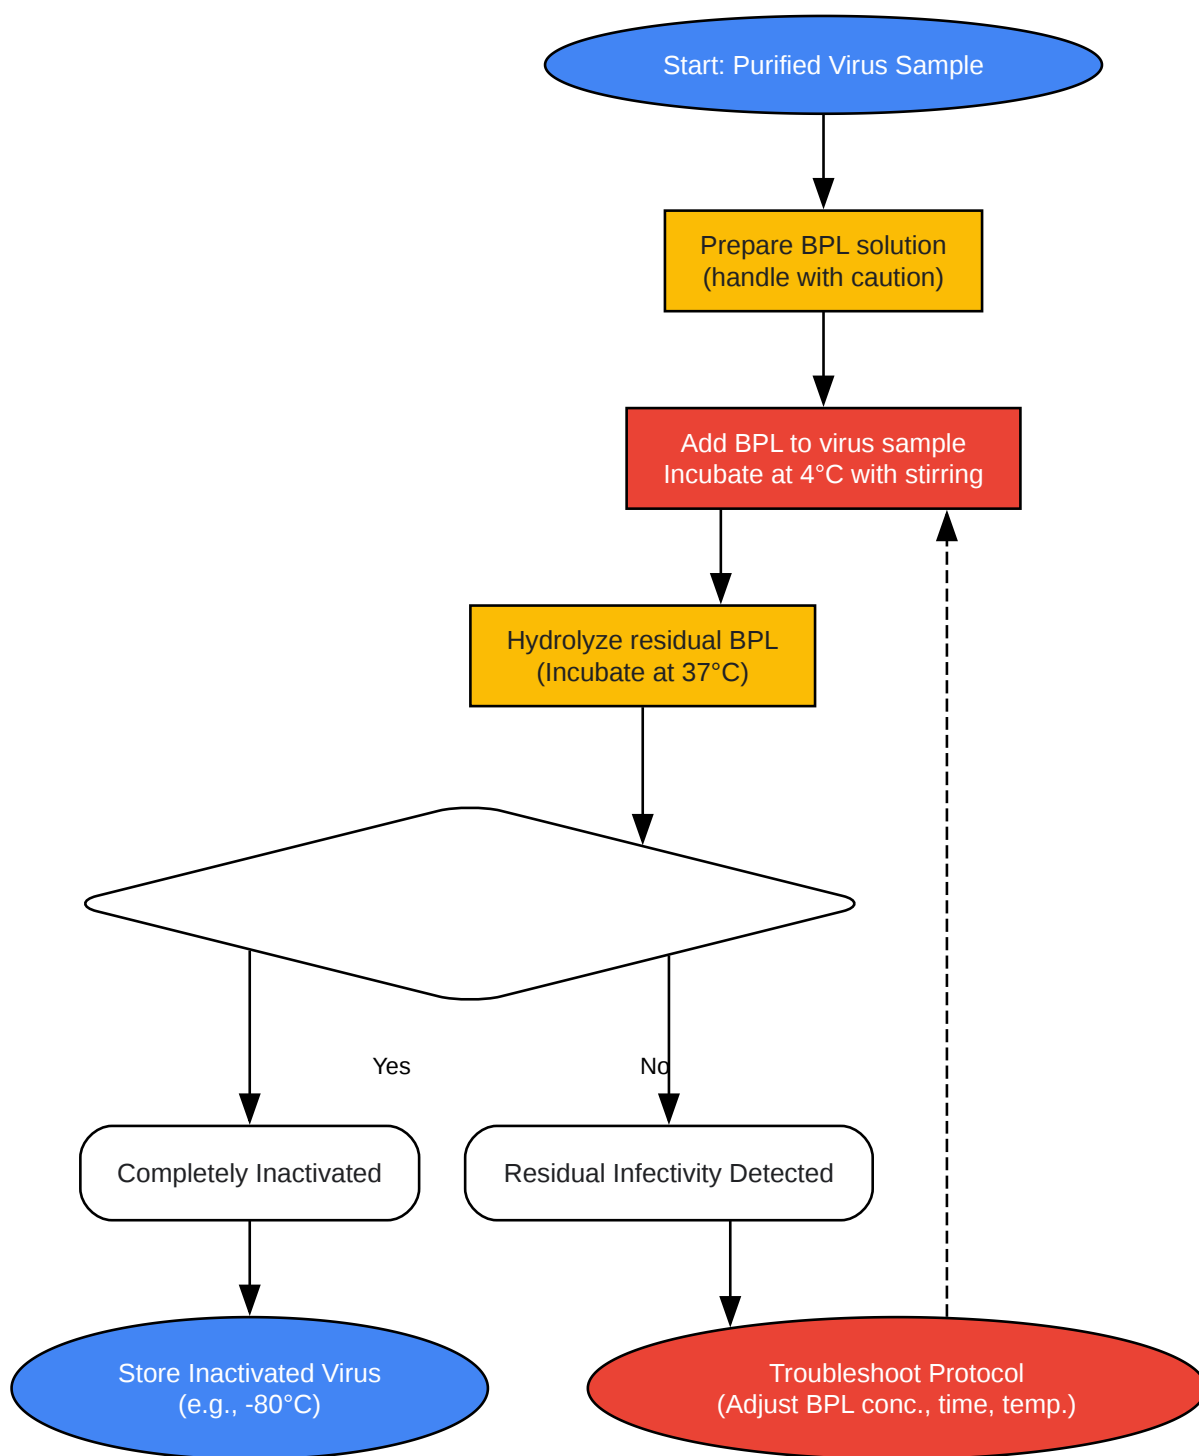 Start: Purified Virus Sample
Prepare BPL solution
(handle with caution)
Add BPL to virus sample
Incubate at 4°C with stirring
Hydrolyze residual BPL
(Incubate at 37°C)
Yes
No
Completely Inactivated
Residual Infectivity Detected
Store Inactivated Virus
(e.g., -80°C)
Troubleshoot Protocol
(Adjust BPL conc., time, temp.)